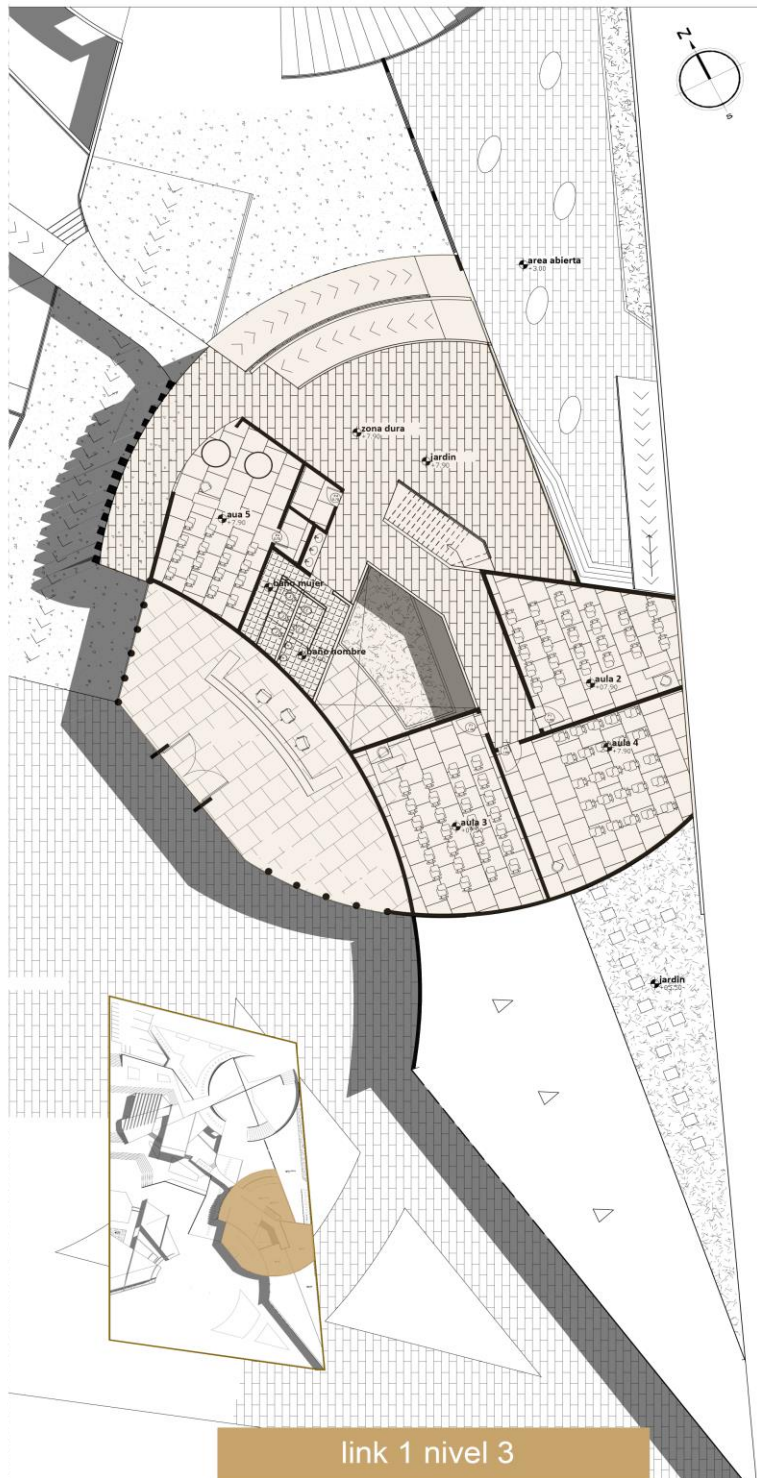 Z
S
area abierta
-3.00
zona dura
+7.90
jardin
+7.90
aua 5
+7.90
baño mujer
baño hombre
aula 2
+07.90
aula 4
+7.90
aula 3
jardin
link 1 nivel 3